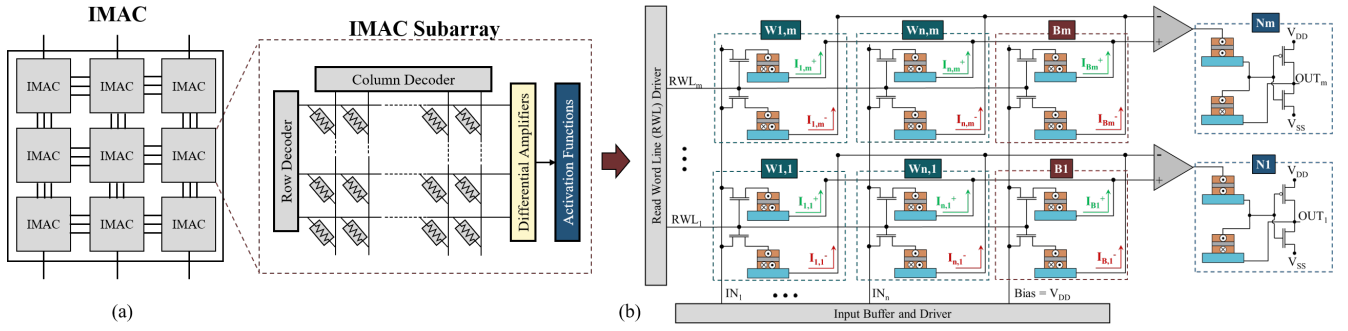 IMAC
IMAC Subarray
IMAC IMAC IMAC
IMAC IMAC IMAC
IMAC IMAC IMAC
Column Decoder
Row Decoder
Differential Amplifiers
Activation Functions
(a)
Read Word Line (RWL) Driver
W1,m Wn,m Bm Nm
I1,m+ In,m+ IBm+
RWLm
I1,m- In,m- IBm-
- +
VDD
OUTm
VSS
W1,1 Wn,1 B1 N1
I1,1+ In,1+ IB1+
RWL1
I1,1- In,1- IB,1-
- +
VDD
OUT1
VSS
IN1 INn Bias = VDD
Input Buffer and Driver
(b)